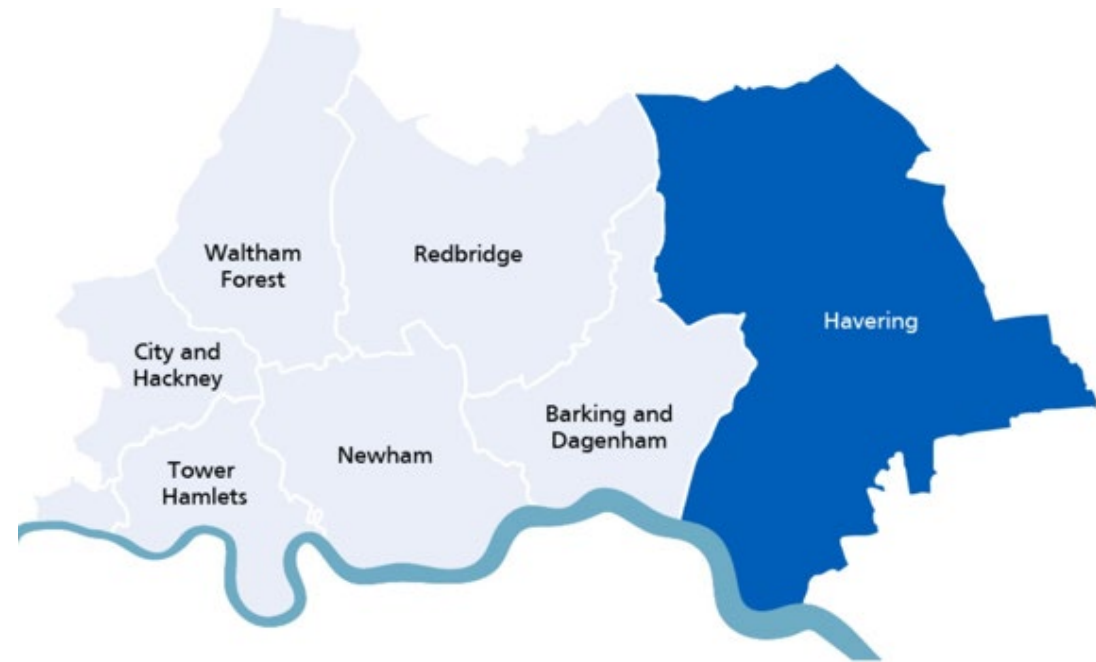 Waltham
Forest
Redbridge
Havering
City and
Hackney
Barking and
Dagenham
Newham
Tower
Hamlets